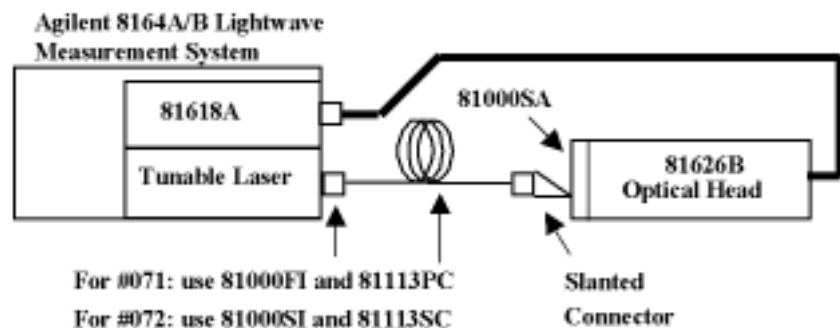 Agilent 8164A/B Lightwave
Measurement System
81618A
81000SA
Tunable Laser
81626B
Optical Head
For #071: use 81000FI and 81113PC
For #072: use 81000SI and 81113SC
Slanted
Connector